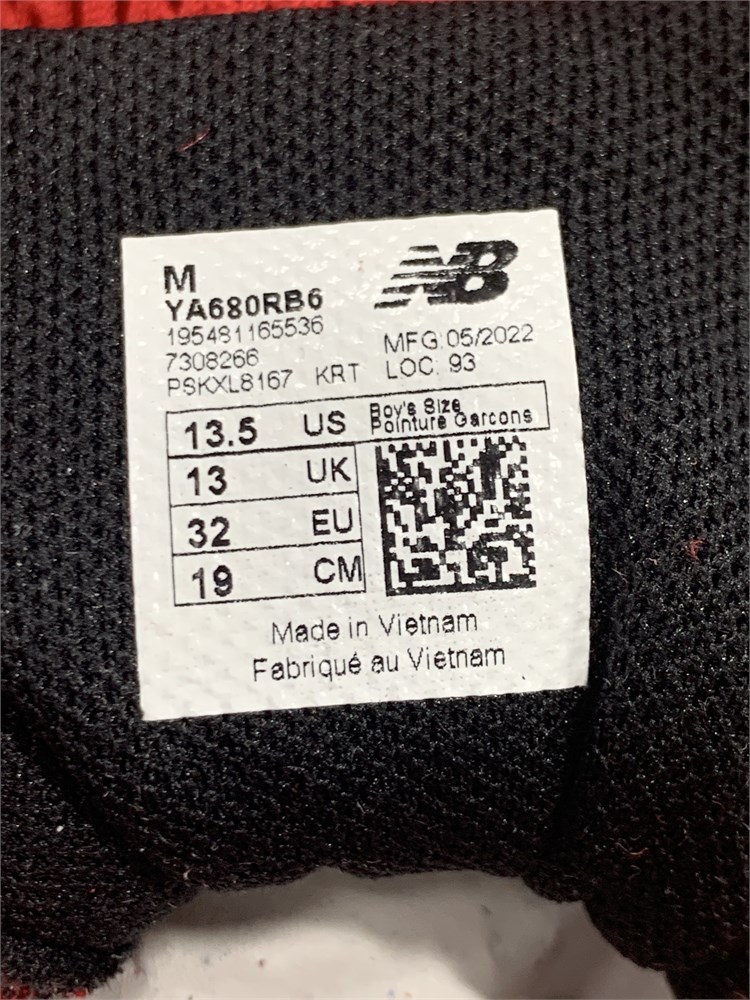 M
NB
YA680RB6
195481165536
7308266
PSKXL8167 KRT
MFG:05/2022
LOC: 93
13.5 US
Boy's Size
Pointure Garcons
13 UK
32 EU
19 CM
Made in Vietnam
Fabriqué au Vietnam